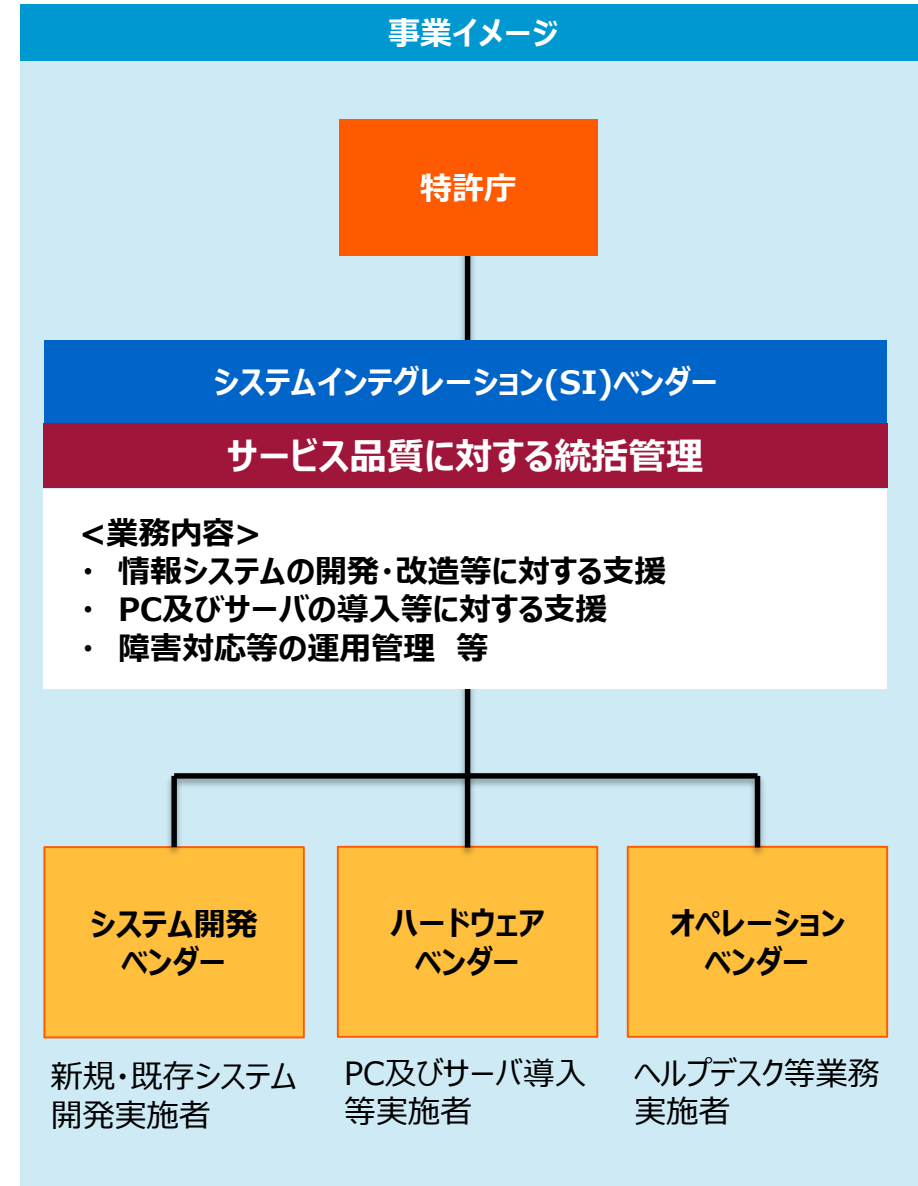 事業イメージ
特許庁
システムインテグレーション(SI)ベンダー
サービス品質に対する統括管理
<業務内容>
・ 情報システムの開発・改造等に対する支援
・ PC及びサーバの導入等に対する支援
・ 障害対応等の運用管理 等
システム開発
ベンダー
ハードウェア
ベンダー
オペレーション
ベンダー
新規・既存システム
開発実施者
PC及びサーバ導入
等実施者
ヘルプデスク等業務
実施者